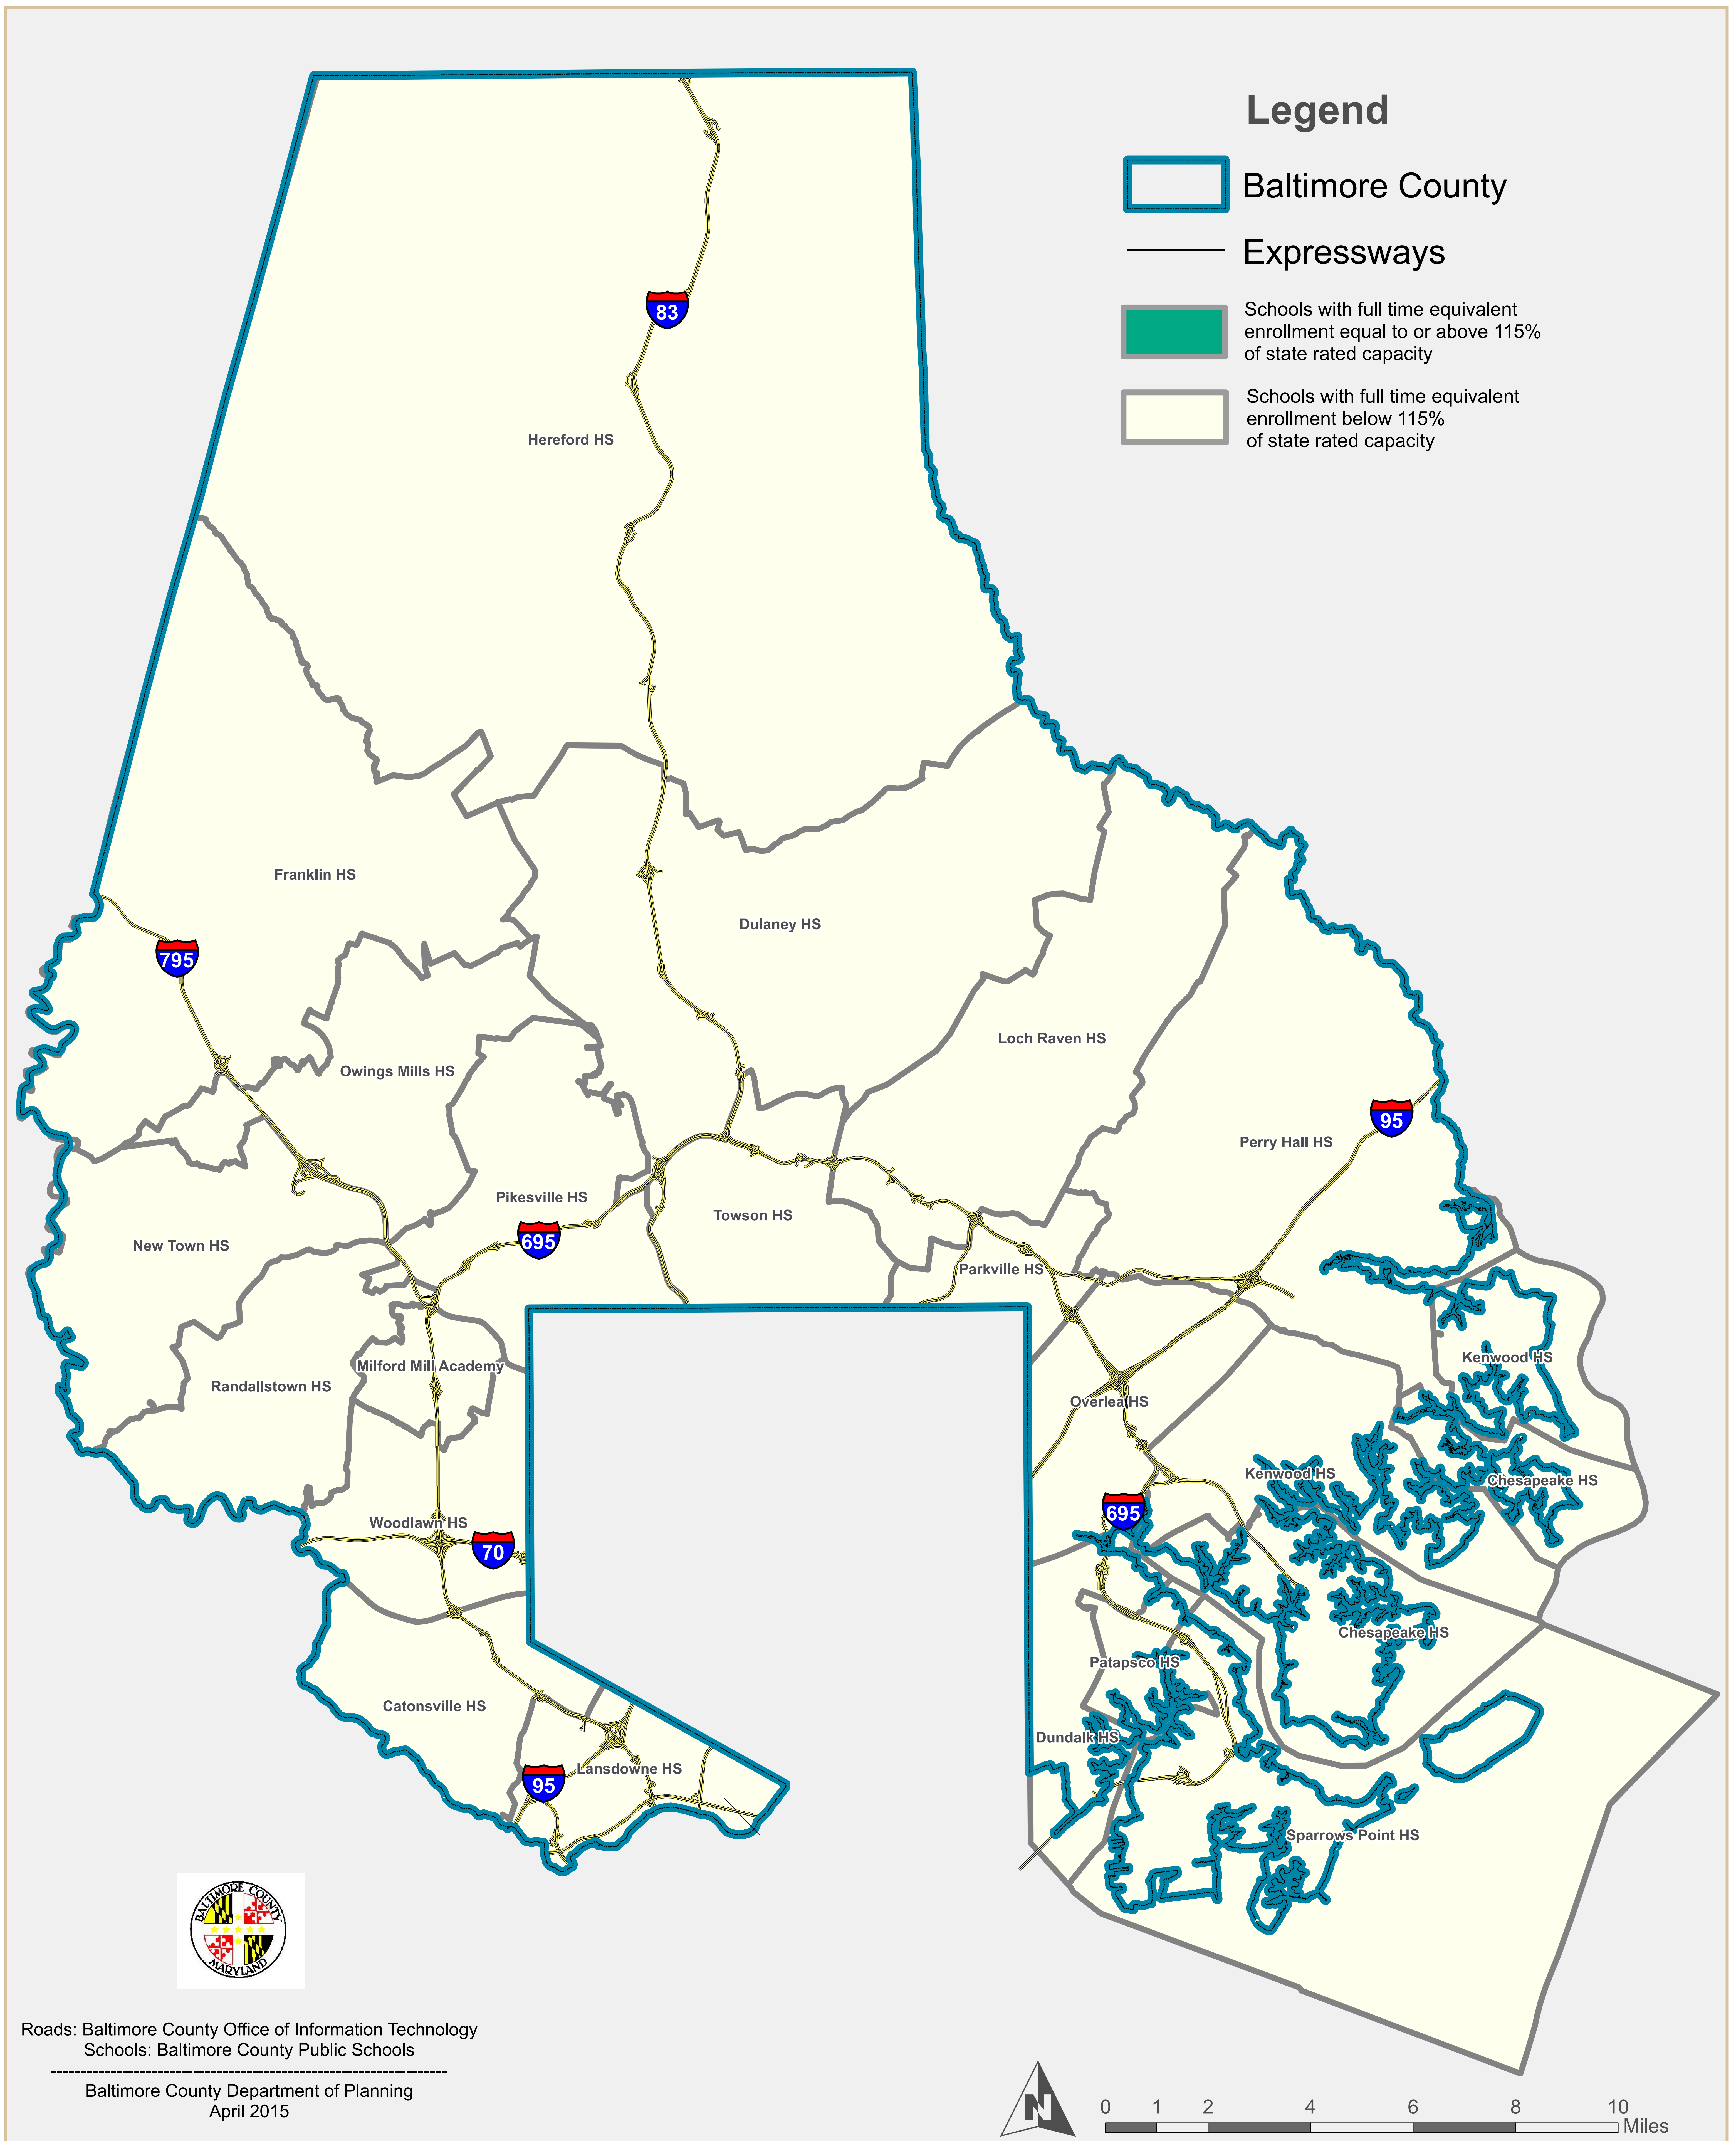 Legend
Baltimore County
Expressways
Schools with full time equivalent
enrollment equal to or above 115%
of state rated capacity
Schools with full time equivalent
enrollment below 115%
of state rated capacity
83
Hereford HS
Franklin HS
Dulaney HS
795
Loch Raven HS
Owings Mills HS
95
Perry Hall HS
Pikesville HS
Towson HS
695
New Town HS
Parkville HS
Kenwood HS
Milford Mill Academy
Randallstown HS
Overlea HS
Kenwood HS
Chesapeake HS
695
Woodlawn HS
70
Chesapeake HS
Patapsco HS
Catonsville HS
Dundalk HS
Lansdowne HS
95
Sparrows Point HS
BALTIMORE COUNTY
MARYLAND
Roads: Baltimore County Office of Information Technology
Schools: Baltimore County Public Schools
------------------------------------------------------------------
Baltimore County Department of Planning
April 2015
N
0 1 2 4 6 8 10
Miles